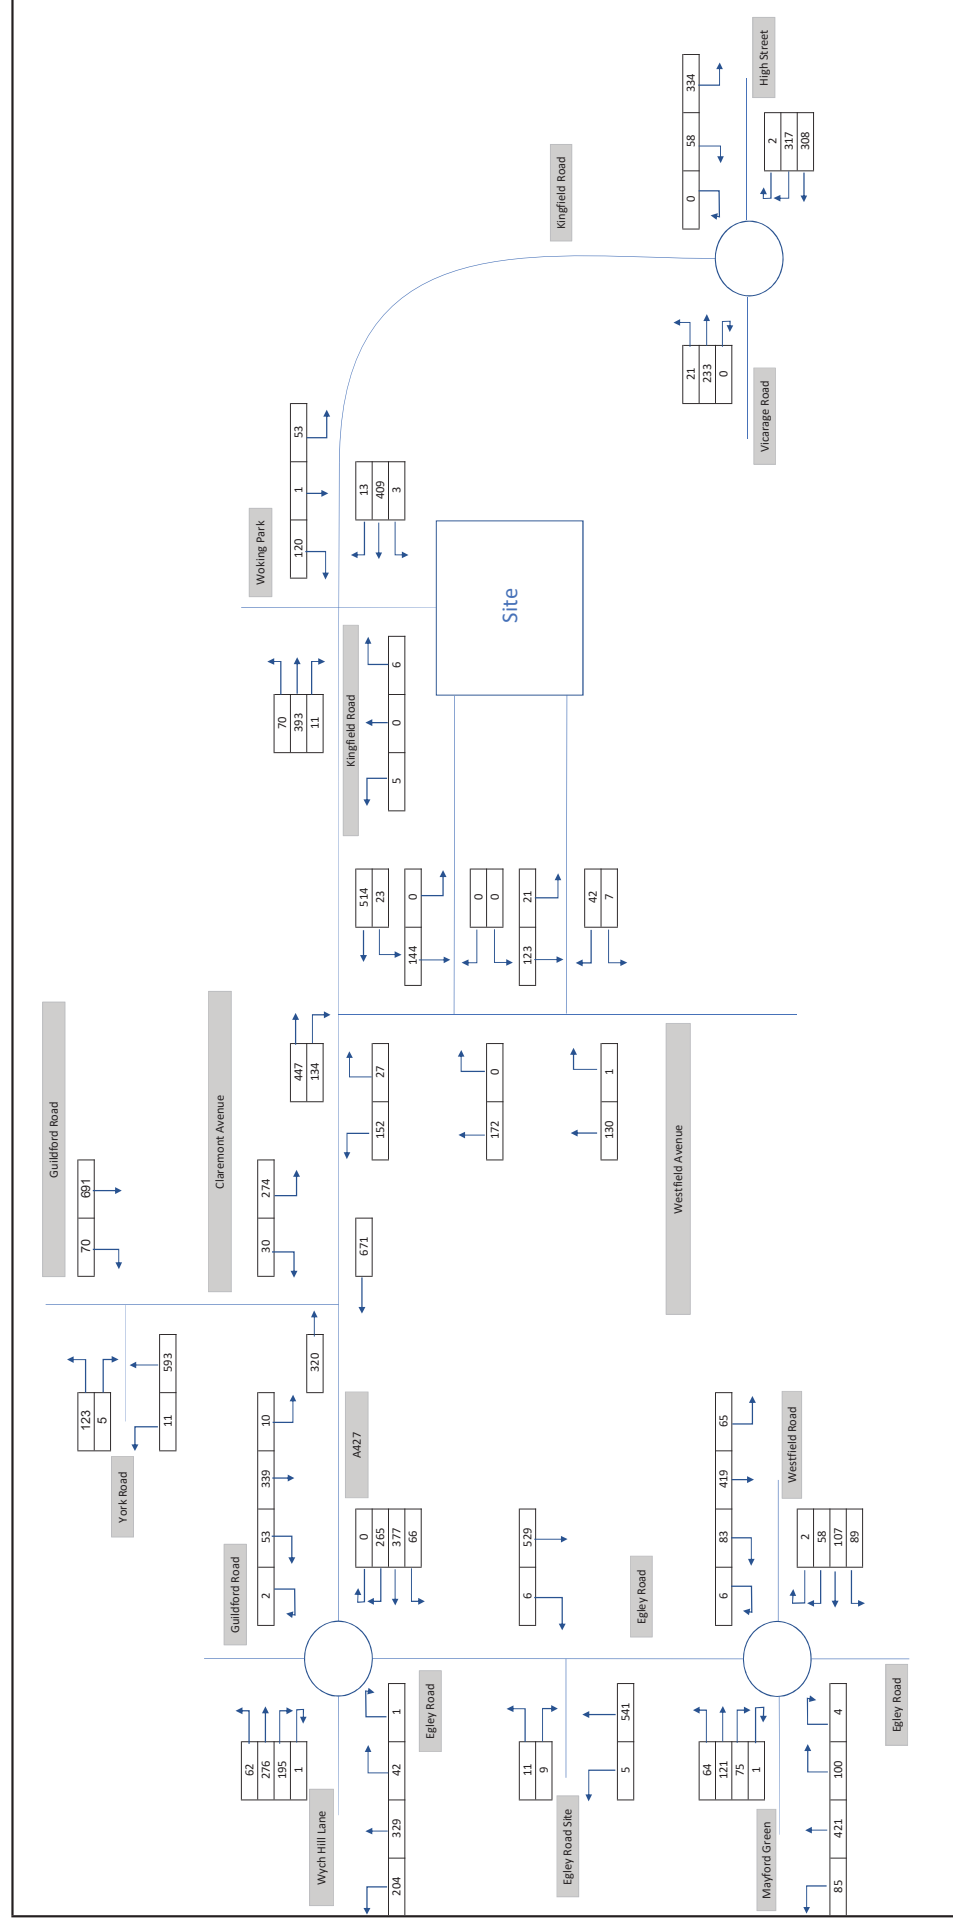 Guildford Road
70 691
York Road
123
5
11 593
Guildford Road
Claremont Avenue
30 274
2 53 339 10
Wych Hill Lane
62
276
195
1
A427
0
265
377
66
204 329 42 1
Egley Road
320
671
447
134
152 27
Woking Park
120 1 53
70
393
11
Kingfield Road
13
409
3
5 0 6
514
23
144 0
172 0
0
0
123 21
130 1
42
7
Site
Westfield Avenue
Kingfield Road
0 58 334
High Street
2
317
308
21
233
0
Vicarage Road
6 529
Egley Road Site
11
9
5 541
Egley Road
6 83 419 65
Westfield Road
2
58
107
89
Mayford Green
64
121
75
1
85 421 100 4
Egley Road